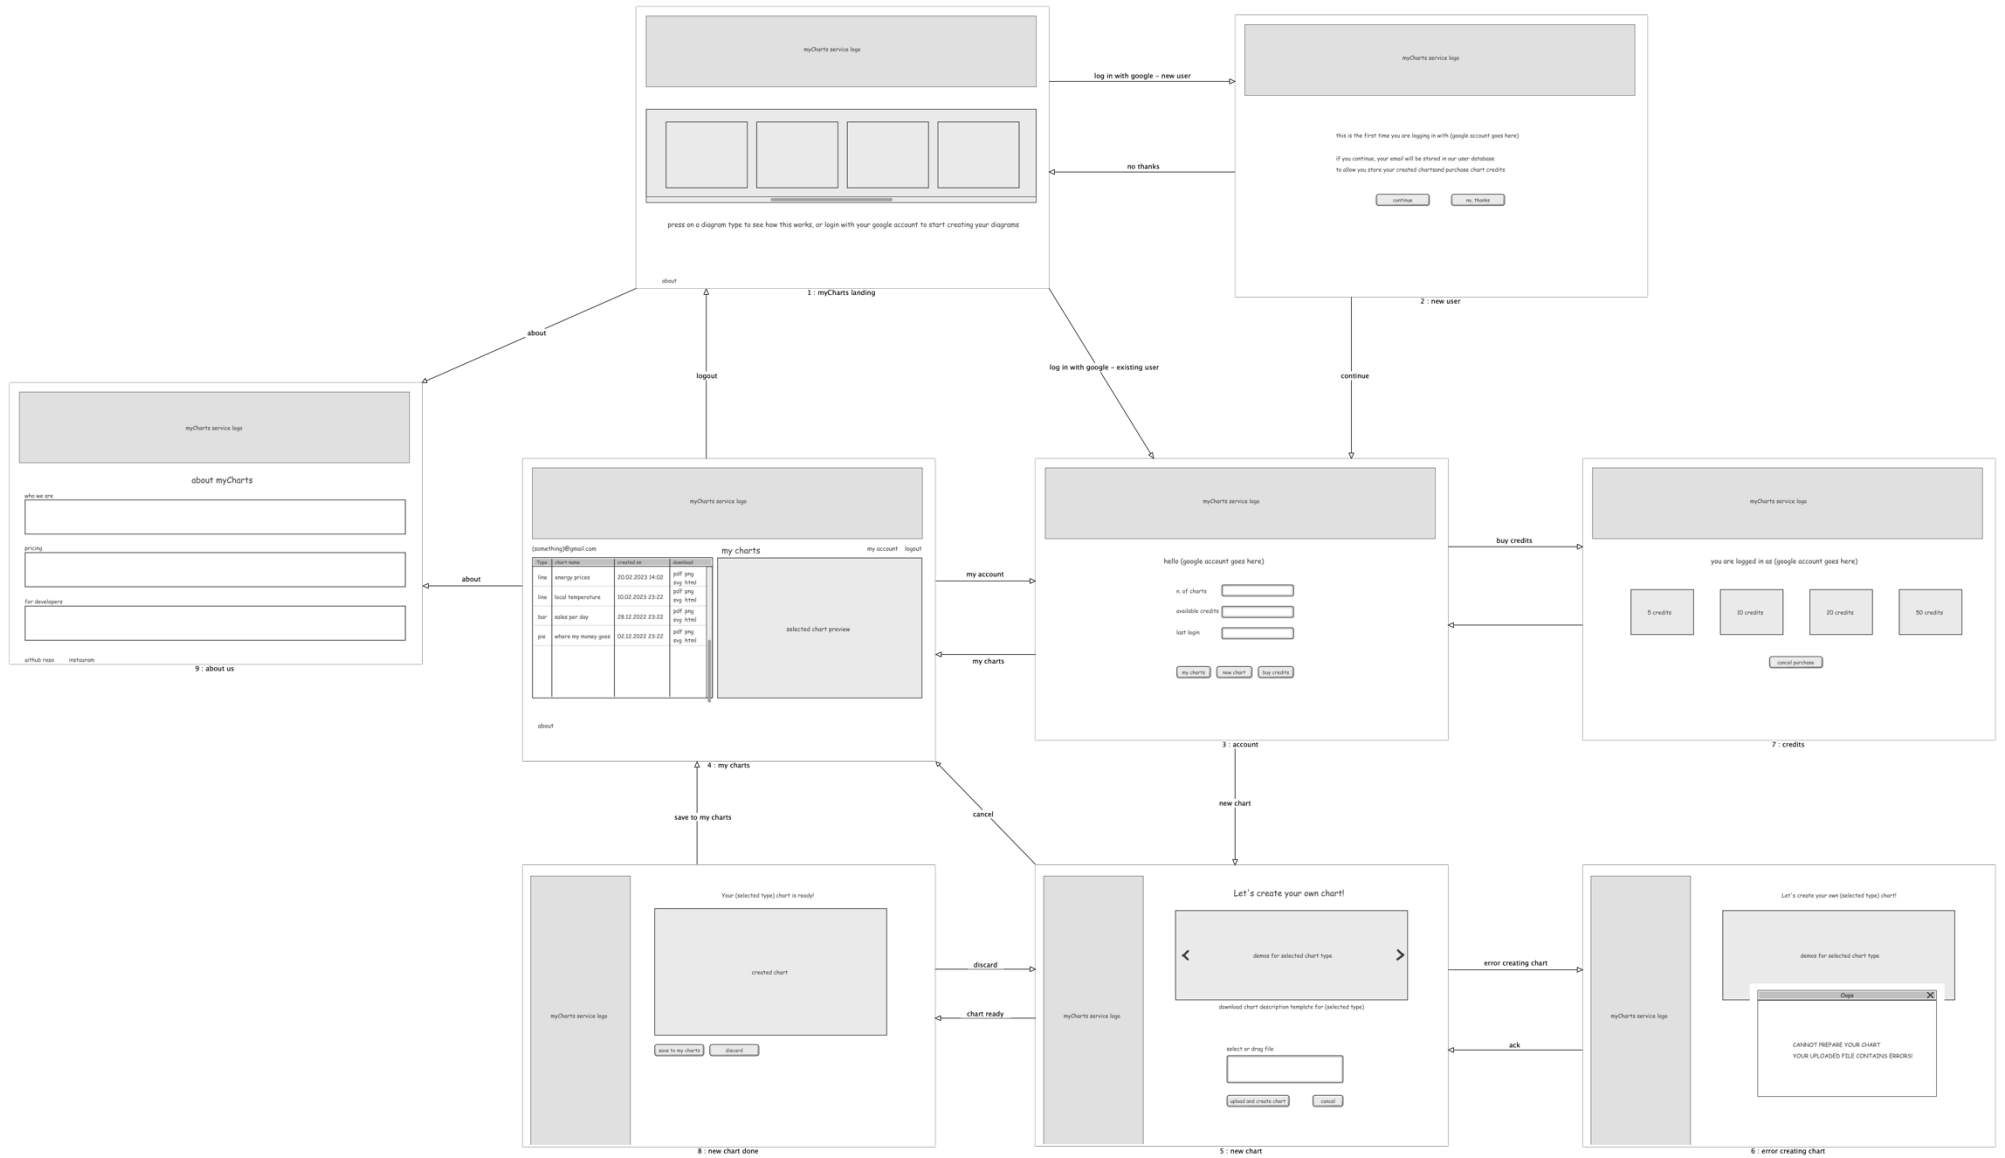 myCharts service logo
press on a diagram type to see how this works, or login with your google account to start creating your diagrams
about
1 : myCharts landing
log in with google - new user
no thanks
myCharts service logo
this is the first time you are logging in with (google account goes here)
if you continue, your email will be stored in our user database
to allow you store your created chartsand purchase chart credits
continue
no, thanks
2 : new user
about
logout
log in with google - existing user
continue
myCharts service logo
about myCharts
who we are
pricing
for developers
github repo
instagram
9 : about us
about
myCharts service logo
(something)@gmail.com
my charts
my account
logout
Type chart name created on download
line energy prices 20.02.2023 14:02 pdf png
svg html
line local temperature 10.02.2023 23:22 pdf png
svg html
bar sales per day 28.12.2022 23:22 pdf png
svg html
pie where my money goes 02.12.2022 23:22 pdf png
svg html
selected chart preview
about
4 : my charts
my account
my charts
myCharts service logo
hello (google account goes here)
n. of charts
available credits
last login
my charts
new chart
buy credits
3 : account
buy credits
myCharts service logo
you are logged in as (google account goes here)
5 credits
10 credits
20 credits
50 credits
cancel purchase
7 : credits
save to my charts
cancel
new chart
myCharts service logo
Your (selected type) chart is ready!
created chart
save to my charts
discard
8 : new chart done
discard
chart ready
myCharts service logo
Let's create your own chart!
demos for selected chart type
download chart description template for (selected type)
select or drag file
upload and create chart
cancel
5 : new chart
error creating chart
ack
myCharts service logo
Let's create your own (selected type) chart!
demos for selected chart type
Oops
CANNOT PREPARE YOUR CHART
YOUR UPLOADED FILE CONTAINS ERRORS!
6 : error creating chart